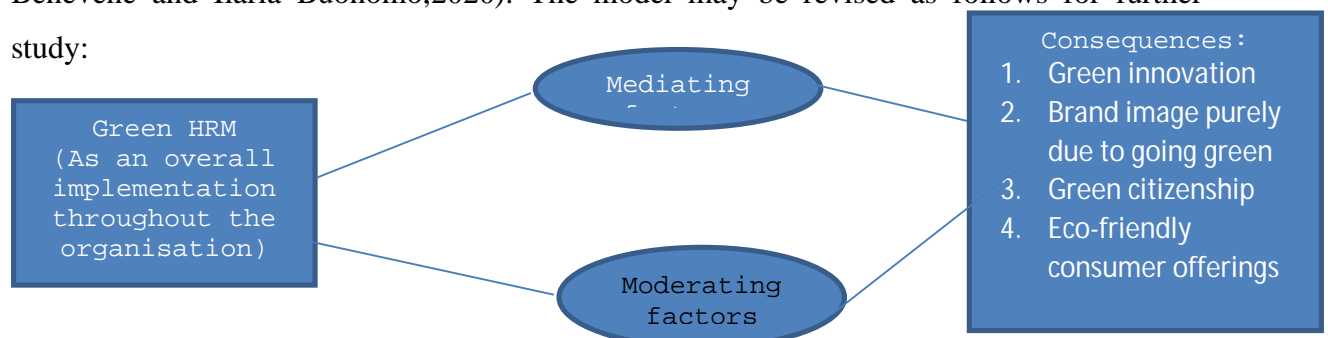 Benevene and Ilaria Buonomo,2020). The model may be revised as follows for further
study:
Green HRM
(As an overall
implementation
throughout the
organisation)
Mediating
Moderating
factors
Consequences:
1. Green innovation
2. Brand image purely
due to going green
3. Green citizenship
4. Eco-friendly
consumer offerings